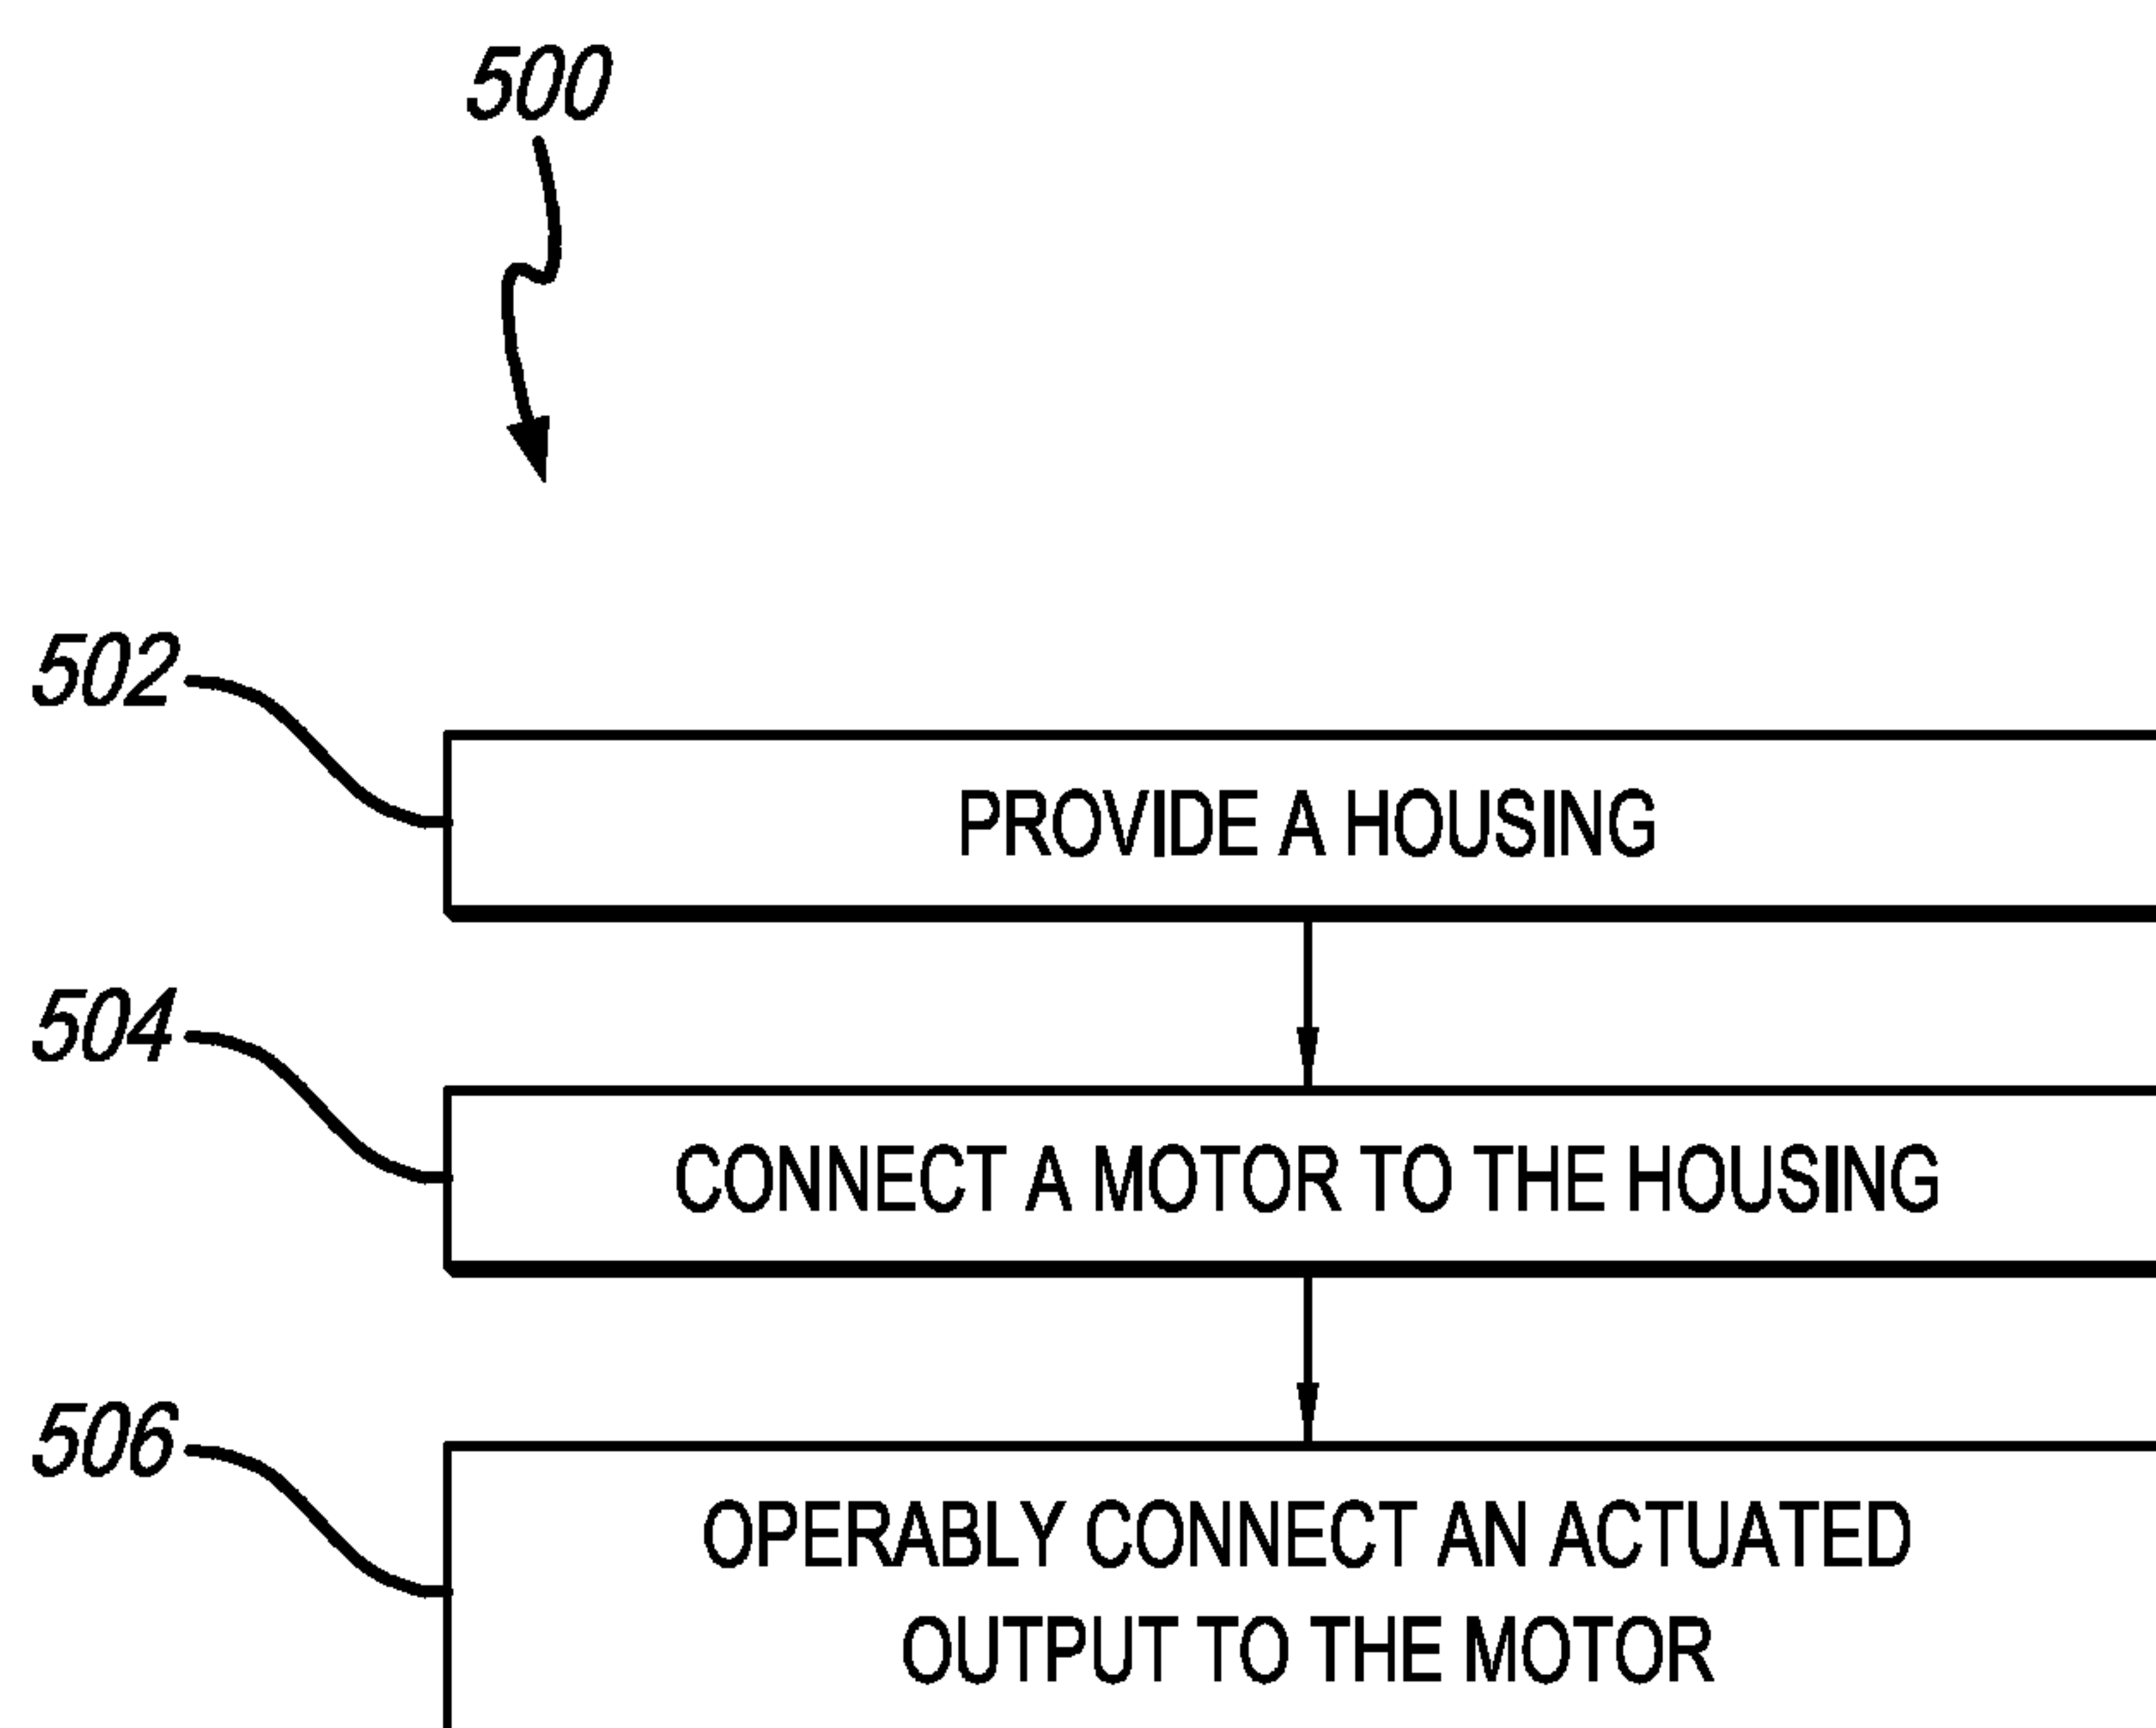 500
502
PROVIDE A HOUSING
504
CONNECT A MOTOR TO THE HOUSING
506
OPERABLY CONNECT AN ACTUATED
OUTPUT TO THE MOTOR